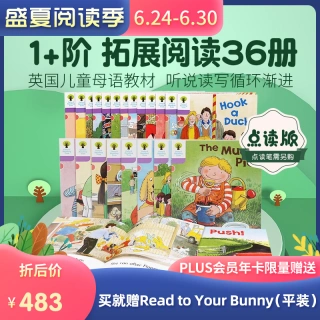 盛夏阅读季
6.24-6.30
1+阶 拓展阅读36册
英国儿童母语教材 听说读写循环渐进
Hook
a
Duck
点读版
点读笔需另购
The Mud
Pie
Push!
PLUS会员年卡限量赠送
折后价
¥483
买就赠Read to Your Bunny(平装)